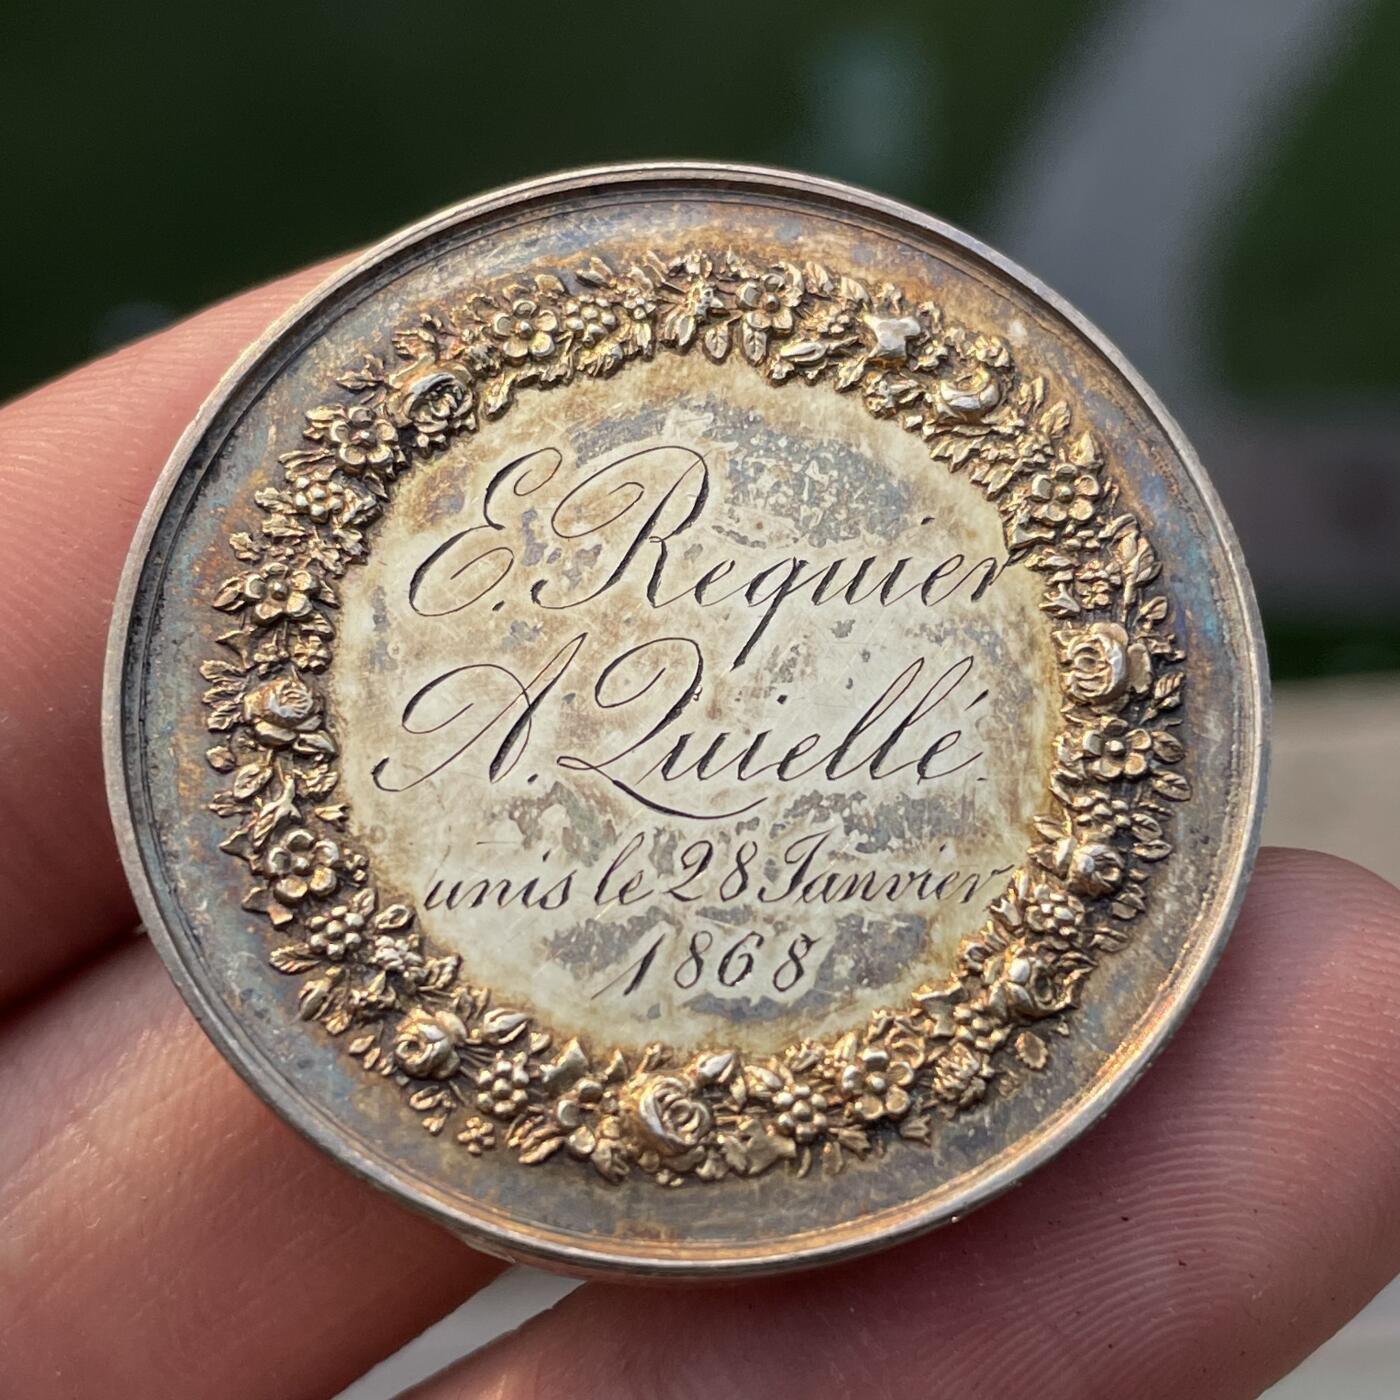 E. Requier
A. Quiellé
unis le 28 Janvier
1868